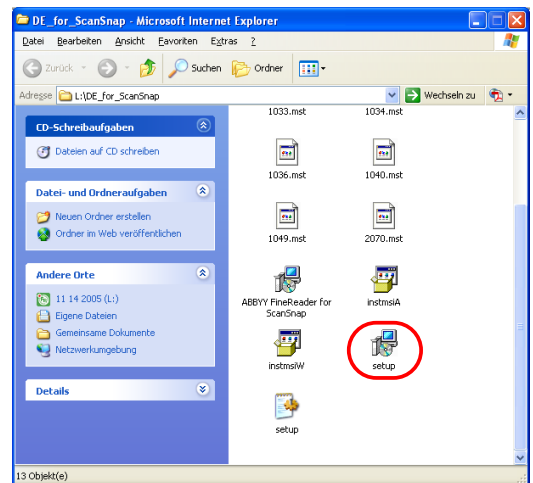 DE_for_ScanSnap - Microsoft Internet Explorer
Datei Bearbeiten Ansicht Favoriten Extras ?
Zurück Suchen Ordner
Adresse L:\DE_for_ScanSnap Wechseln zu
CD-Schreibaufgaben
Dateien auf CD schreiben
Datei- und Ordneraufgaben
Neuen Ordner erstellen
Ordner im Web veröffentlichen
Andere Orte
11 14 2005 (L:)
Eigene Dateien
Gemeinsame Dokumente
Netzwerkumgebung
Details
1033.mst 1034.mst
1036.mst 1040.mst
1049.mst 2070.mst
ABBYY FineReader for
ScanSnap
instmsiA
instmsiW setup
setup
13 Objekt(e)